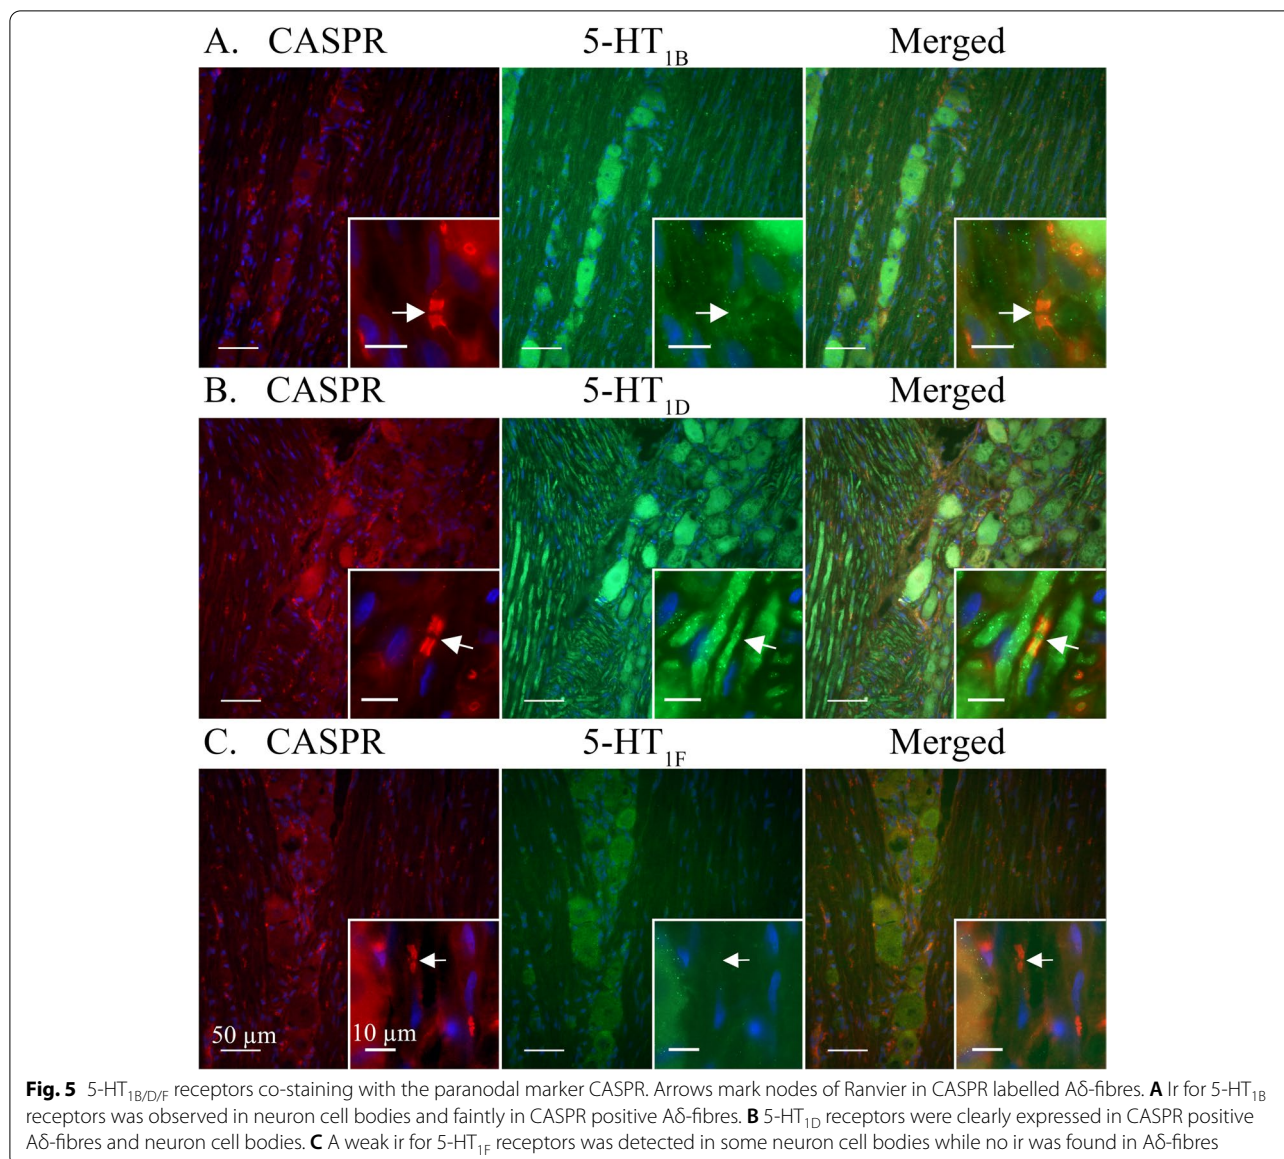 A. CASPR 5-HT1B Merged
B. CASPR 5-HT1D Merged
C. CASPR 5-HT1F Merged
50 µm 10 µm
Fig. 5 5-HT1B/D/F receptors co-staining with the paranodal marker CASPR. Arrows mark nodes of Ranvier in CASPR labelled Aδ-fibres. A Ir for 5-HT1B
receptors was observed in neuron cell bodies and faintly in CASPR positive Aδ-fibres. B 5-HT1D receptors were clearly expressed in CASPR positive
Aδ-fibres and neuron cell bodies. C A weak ir for 5-HT1F receptors was detected in some neuron cell bodies while no ir was found in Aδ-fibres